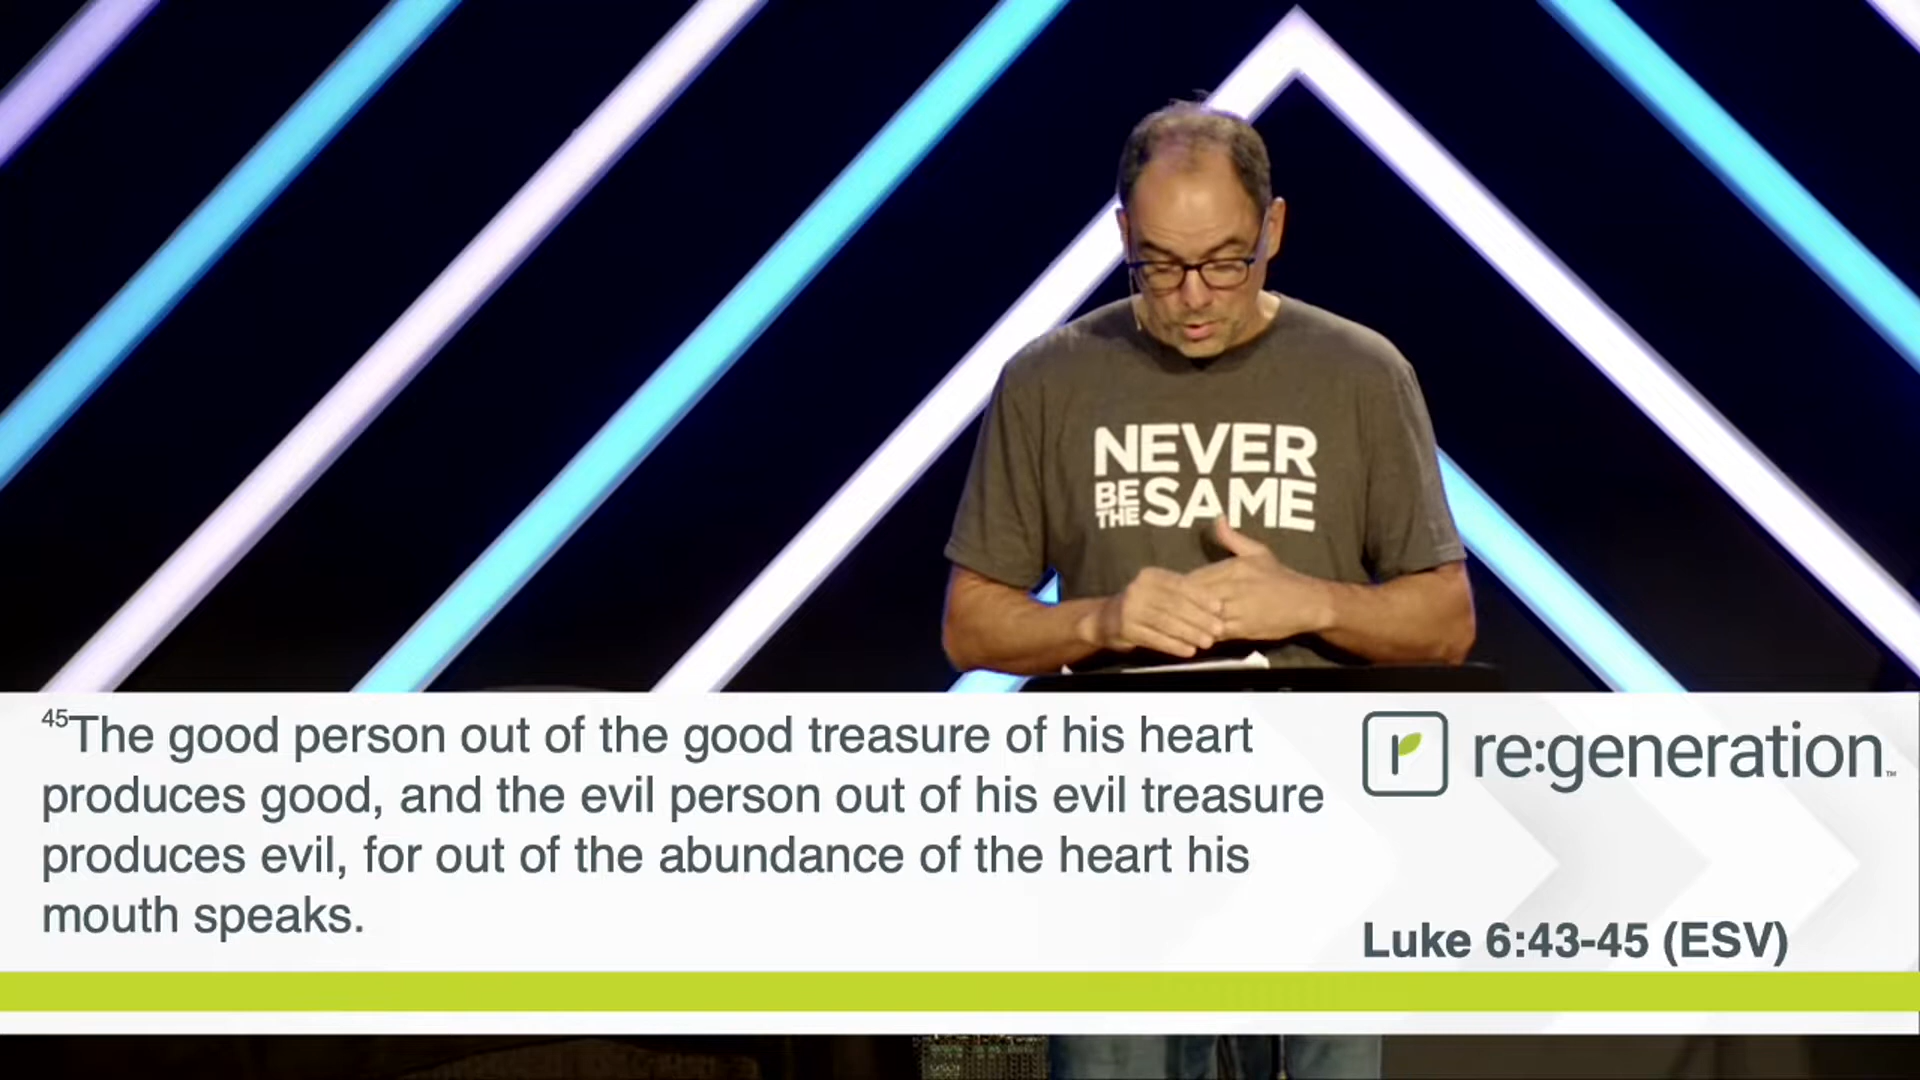 NEVER
BE THE SAME
⁴⁵The good person out of the good treasure of his heart
produces good, and the evil person out of his evil treasure
produces evil, for out of the abundance of the heart his
mouth speaks.
r re:generation™
Luke 6:43-45 (ESV)